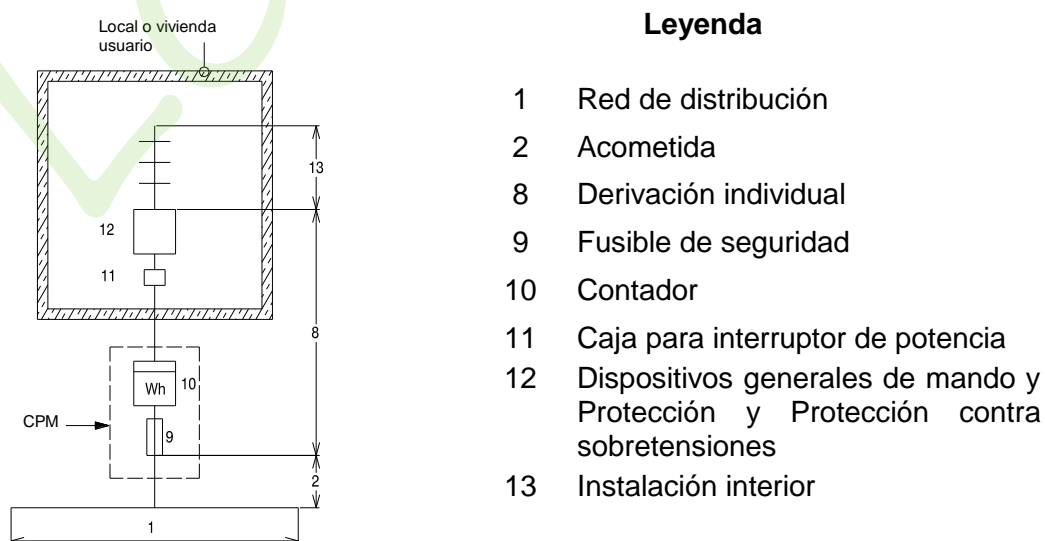 Local o vivienda
usuario
13
12
11
8
Wh
10
CPM
9
2
1
Leyenda
1 Red de distribución
2 Acometida
8 Derivación individual
9 Fusible de seguridad
10 Contador
11 Caja para interruptor de potencia
12 Dispositivos generales de mando y
Protección y Protección contra
sobretensiones
13 Instalación interior